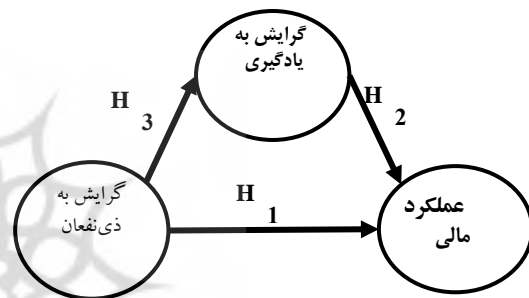 گرایش به
یادگیری
H
3
H
2
گرایش به
ذی‌نفعان
H
1
عملکرد
مالی